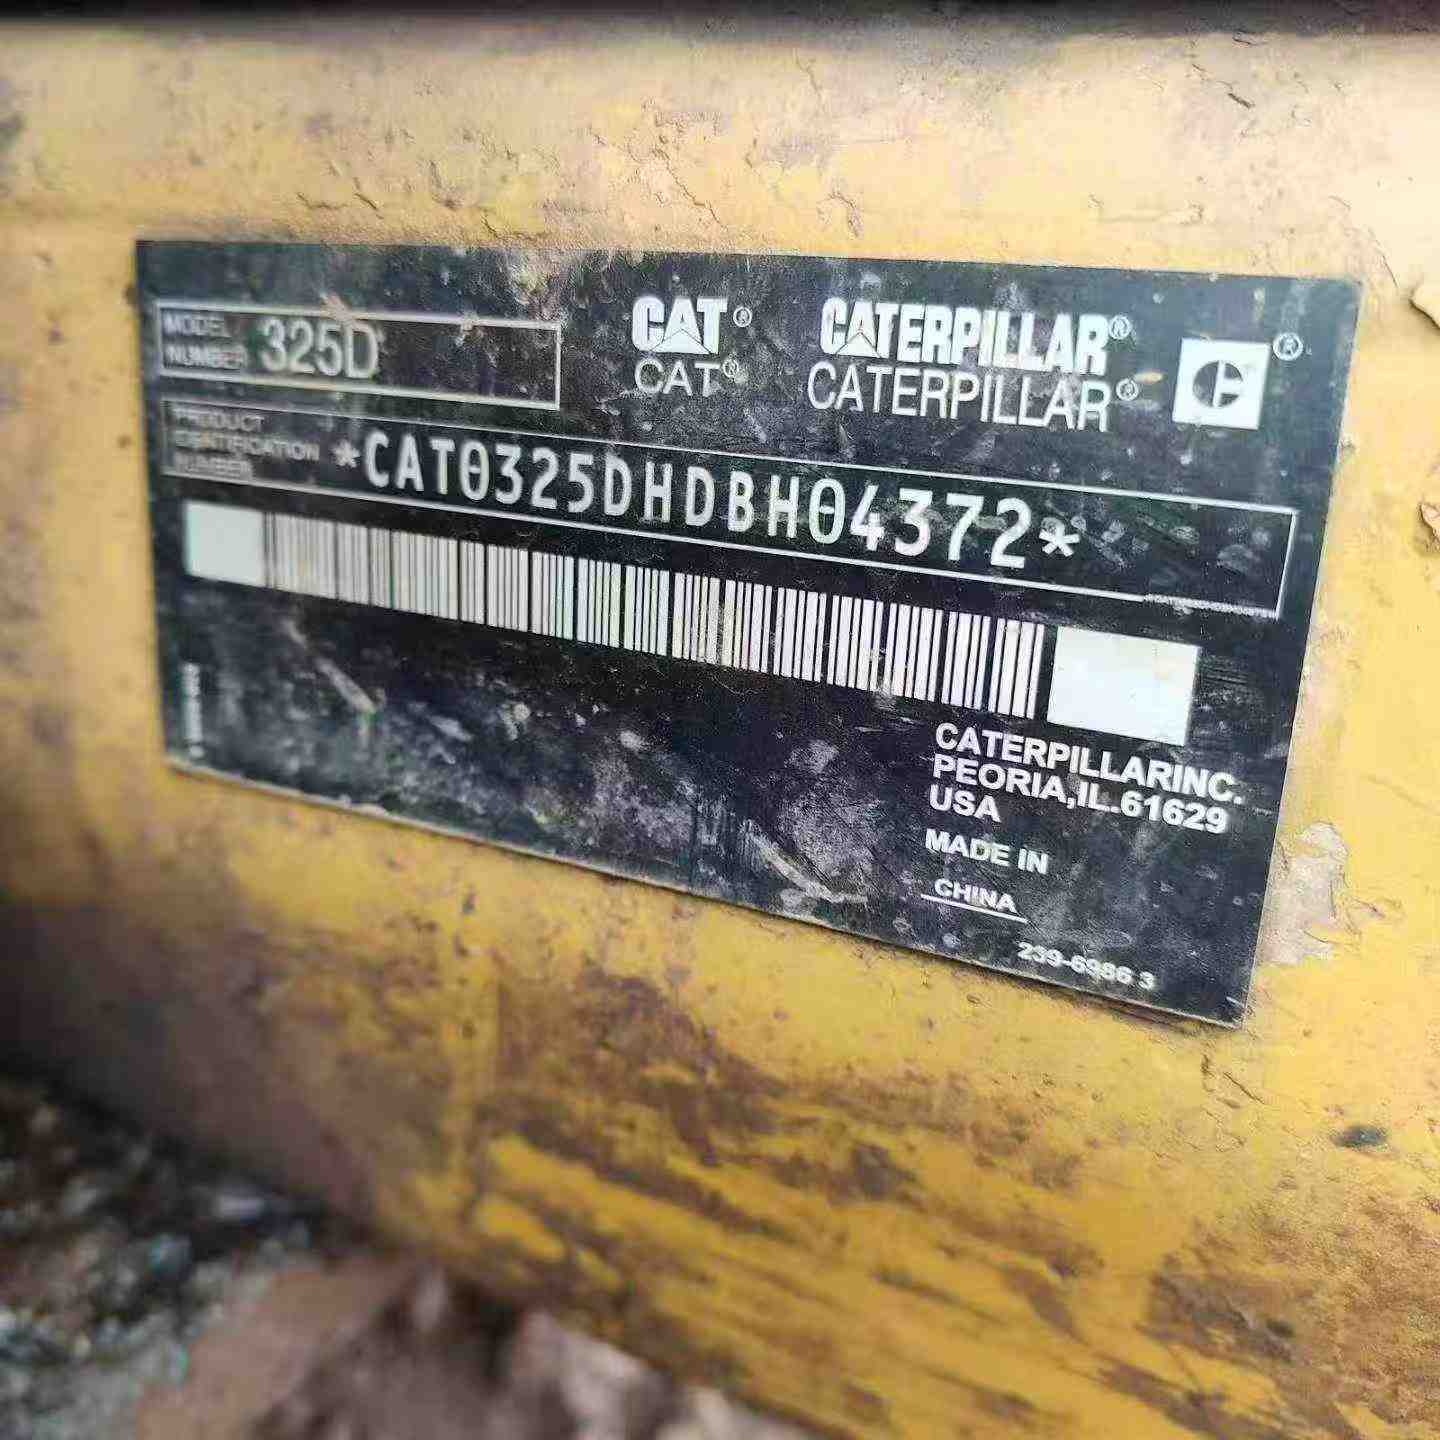 MODEL
NUMBER 325D
CAT®
CAT®
CATERPILLAR®
CATERPILLAR®
®
PRODUCT
IDENTIFICATION
NUMBER
*CAT0325DHDBH04372*
CATERPILLAR INC.
PEORIA, IL. 61629
USA
MADE IN
CHINA
239-6986 3